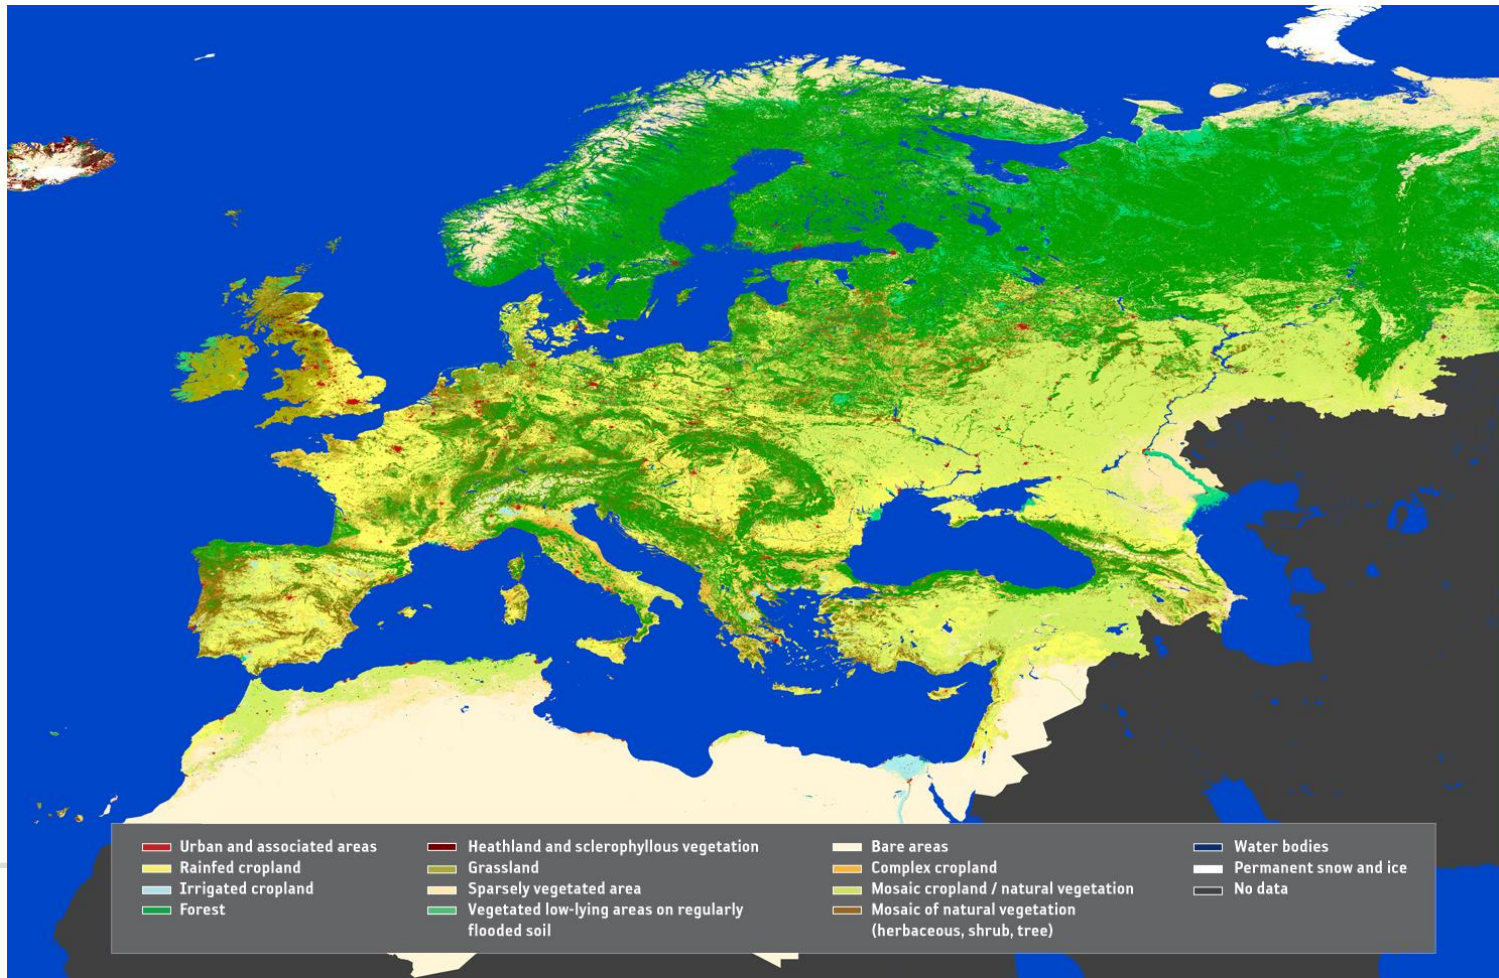 Urban and associated areas
Rainfed cropland
Irrigated cropland
Forest
Heathland and sclerophyllous vegetation
Grassland
Sparsely vegetated area
Vegetated low-lying areas on regularly
flooded soil
Bare areas
Complex cropland
Mosaic cropland / natural vegetation
Mosaic of natural vegetation
(herbaceous, shrub, tree)
Water bodies
Permanent snow and ice
No data